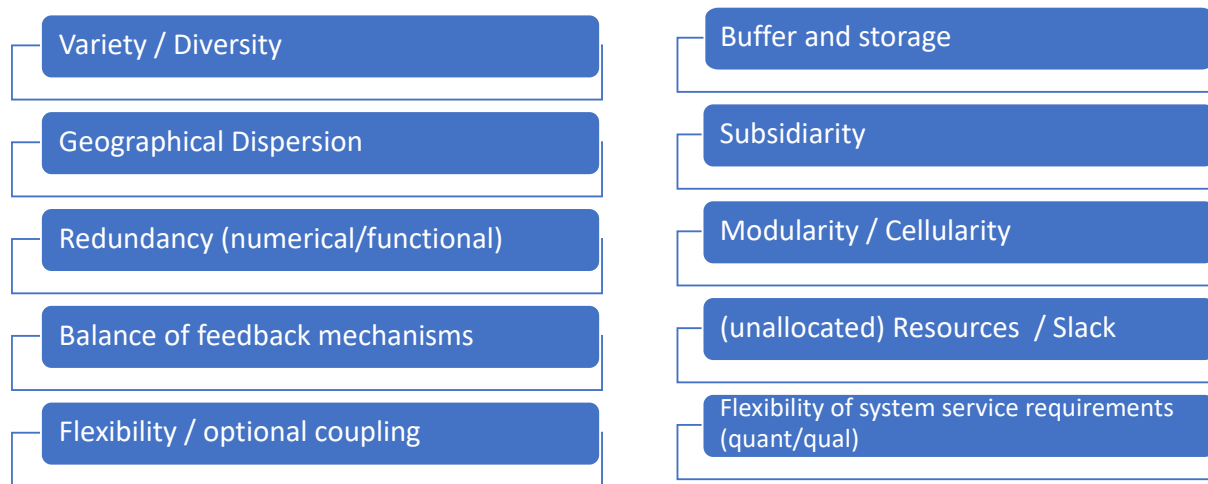 Variety / Diversity
Geographical Dispersion
Redundancy (numerical/functional)
Balance of feedback mechanisms
Flexibility / optional coupling
Buffer and storage
Subsidiarity
Modularity / Cellularity
(unallocated) Resources  / Slack
Flexibility of system service requirements
(quant/qual)